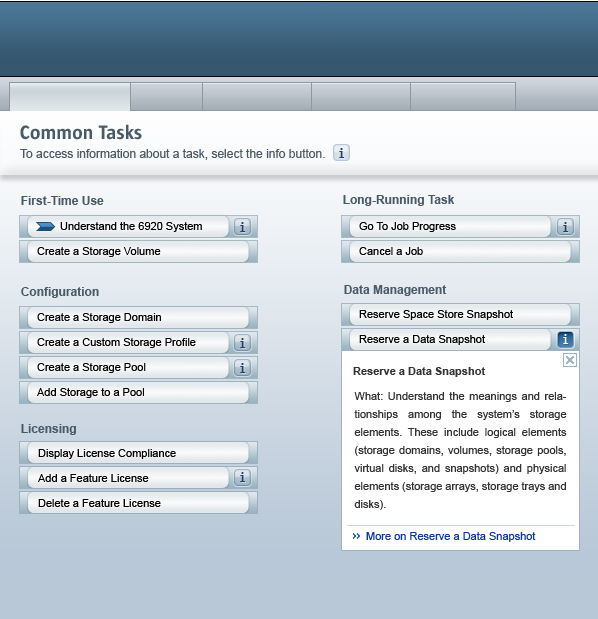 Common Tasks
To access information about a task, select the info button. i
First-Time Use
Understand the 6920 System i
Create a Storage Volume
Configuration
Create a Storage Domain
Create a Custom Storage Profile i
Create a Storage Pool i
Add Storage to a Pool
Licensing
Display License Compliance
Add a Feature License i
Delete a Feature License
Long-Running Task
Go To Job Progress i
Cancel a Job
Data Management
Reserve Space Store Snapshot
Reserve a Data Snapshot i
Reserve a Data Snapshot
What: Understand the meanings and rela-
tionships among the system's storage
elements. These include logical elements
(storage domains, volumes, storage pools,
virtual disks, and snapshots) and physical
elements (storage arrays, storage trays and
disks).
›› More on Reserve a Data Snapshot